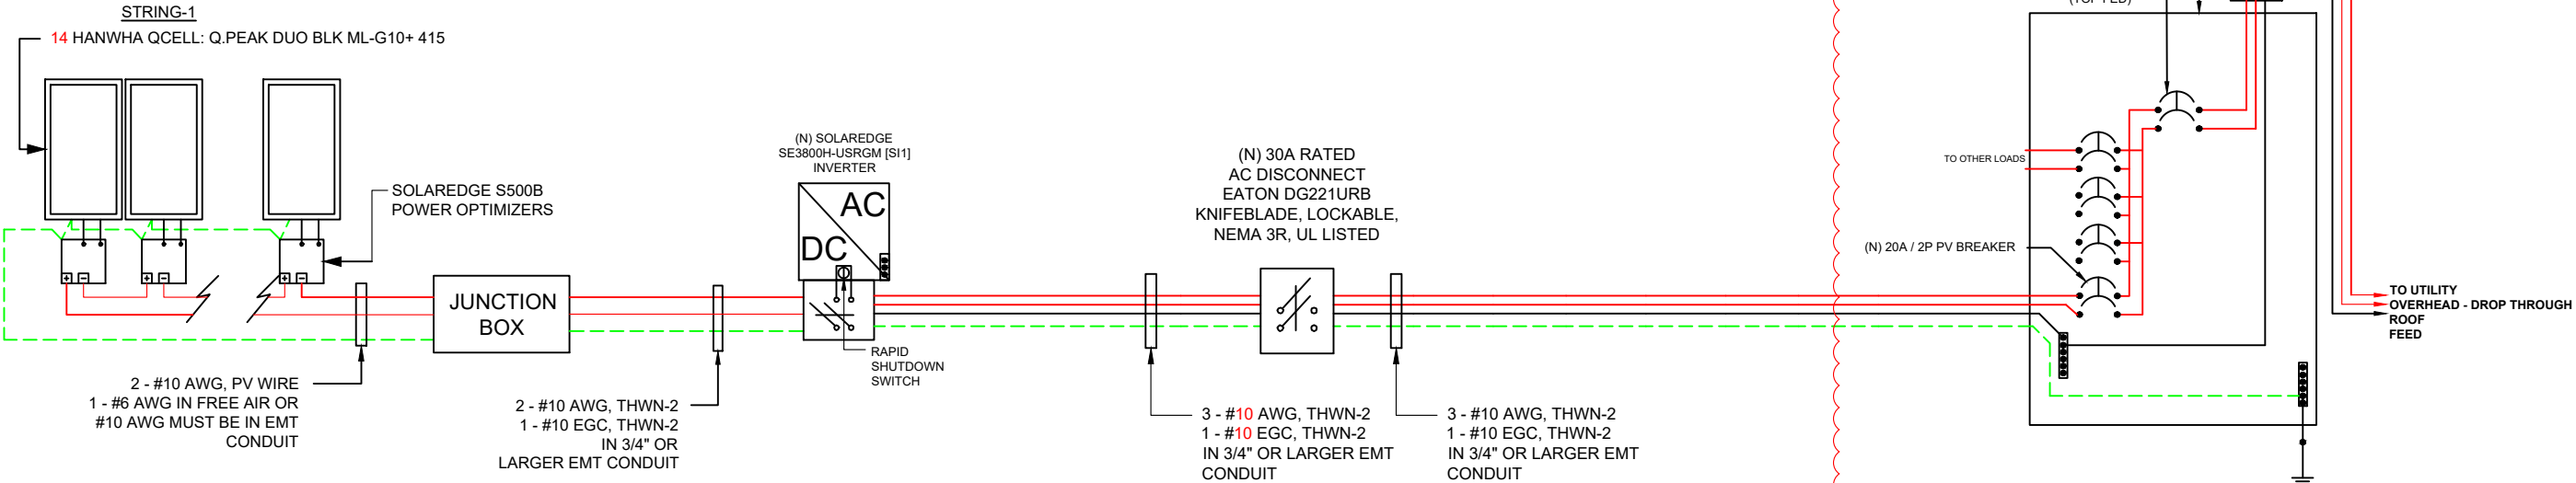 STRING-1
14 HANWHA QCELL: Q.PEAK DUO BLK ML-G10+ 415
SOLAREDGE S500B
POWER OPTIMIZERS
JUNCTION
BOX
2 - #10 AWG, PV WIRE
1 - #6 AWG IN FREE AIR OR
#10 AWG MUST BE IN EMT
CONDUIT
2 - #10 AWG, THWN-2
1 - #10 EGC, THWN-2
IN 3/4" OR
LARGER EMT CONDUIT
(N) SOLAREDGE
SE3800H-USRGM [SI1]
INVERTER
AC
DC
RAPID
SHUTDOWN
SWITCH
(N) 30A RATED
AC DISCONNECT
EATON DG221URB
KNIFEBLADE, LOCKABLE,
NEMA 3R, UL LISTED
3 - #10 AWG, THWN-2
1 - #10 EGC, THWN-2
IN 3/4" OR LARGER EMT
CONDUIT
3 - #10 AWG, THWN-2
1 - #10 EGC, THWN-2
IN 3/4" OR LARGER EMT
CONDUIT
(TOP FED)
TO OTHER LOADS
(N) 20A / 2P PV BREAKER
TO UTILITY
OVERHEAD - DROP THROUGH
ROOF
FEED